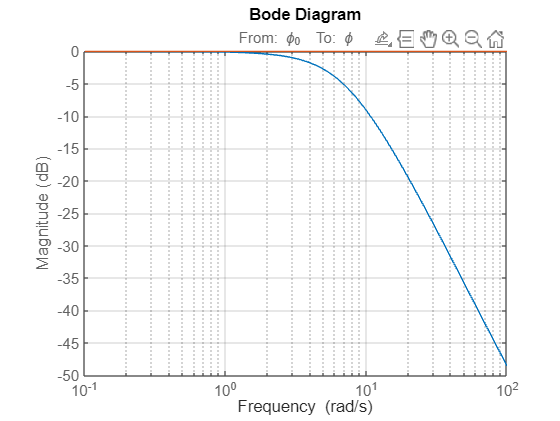 Bode Diagram
From: ϕ₀ To: ϕ
0
-5
-10
-15
-20
-25
-30
-35
-40
-45
-50
Magnitude (dB)
10⁻¹ 10⁰ 10¹ 10²
Frequency (rad/s)